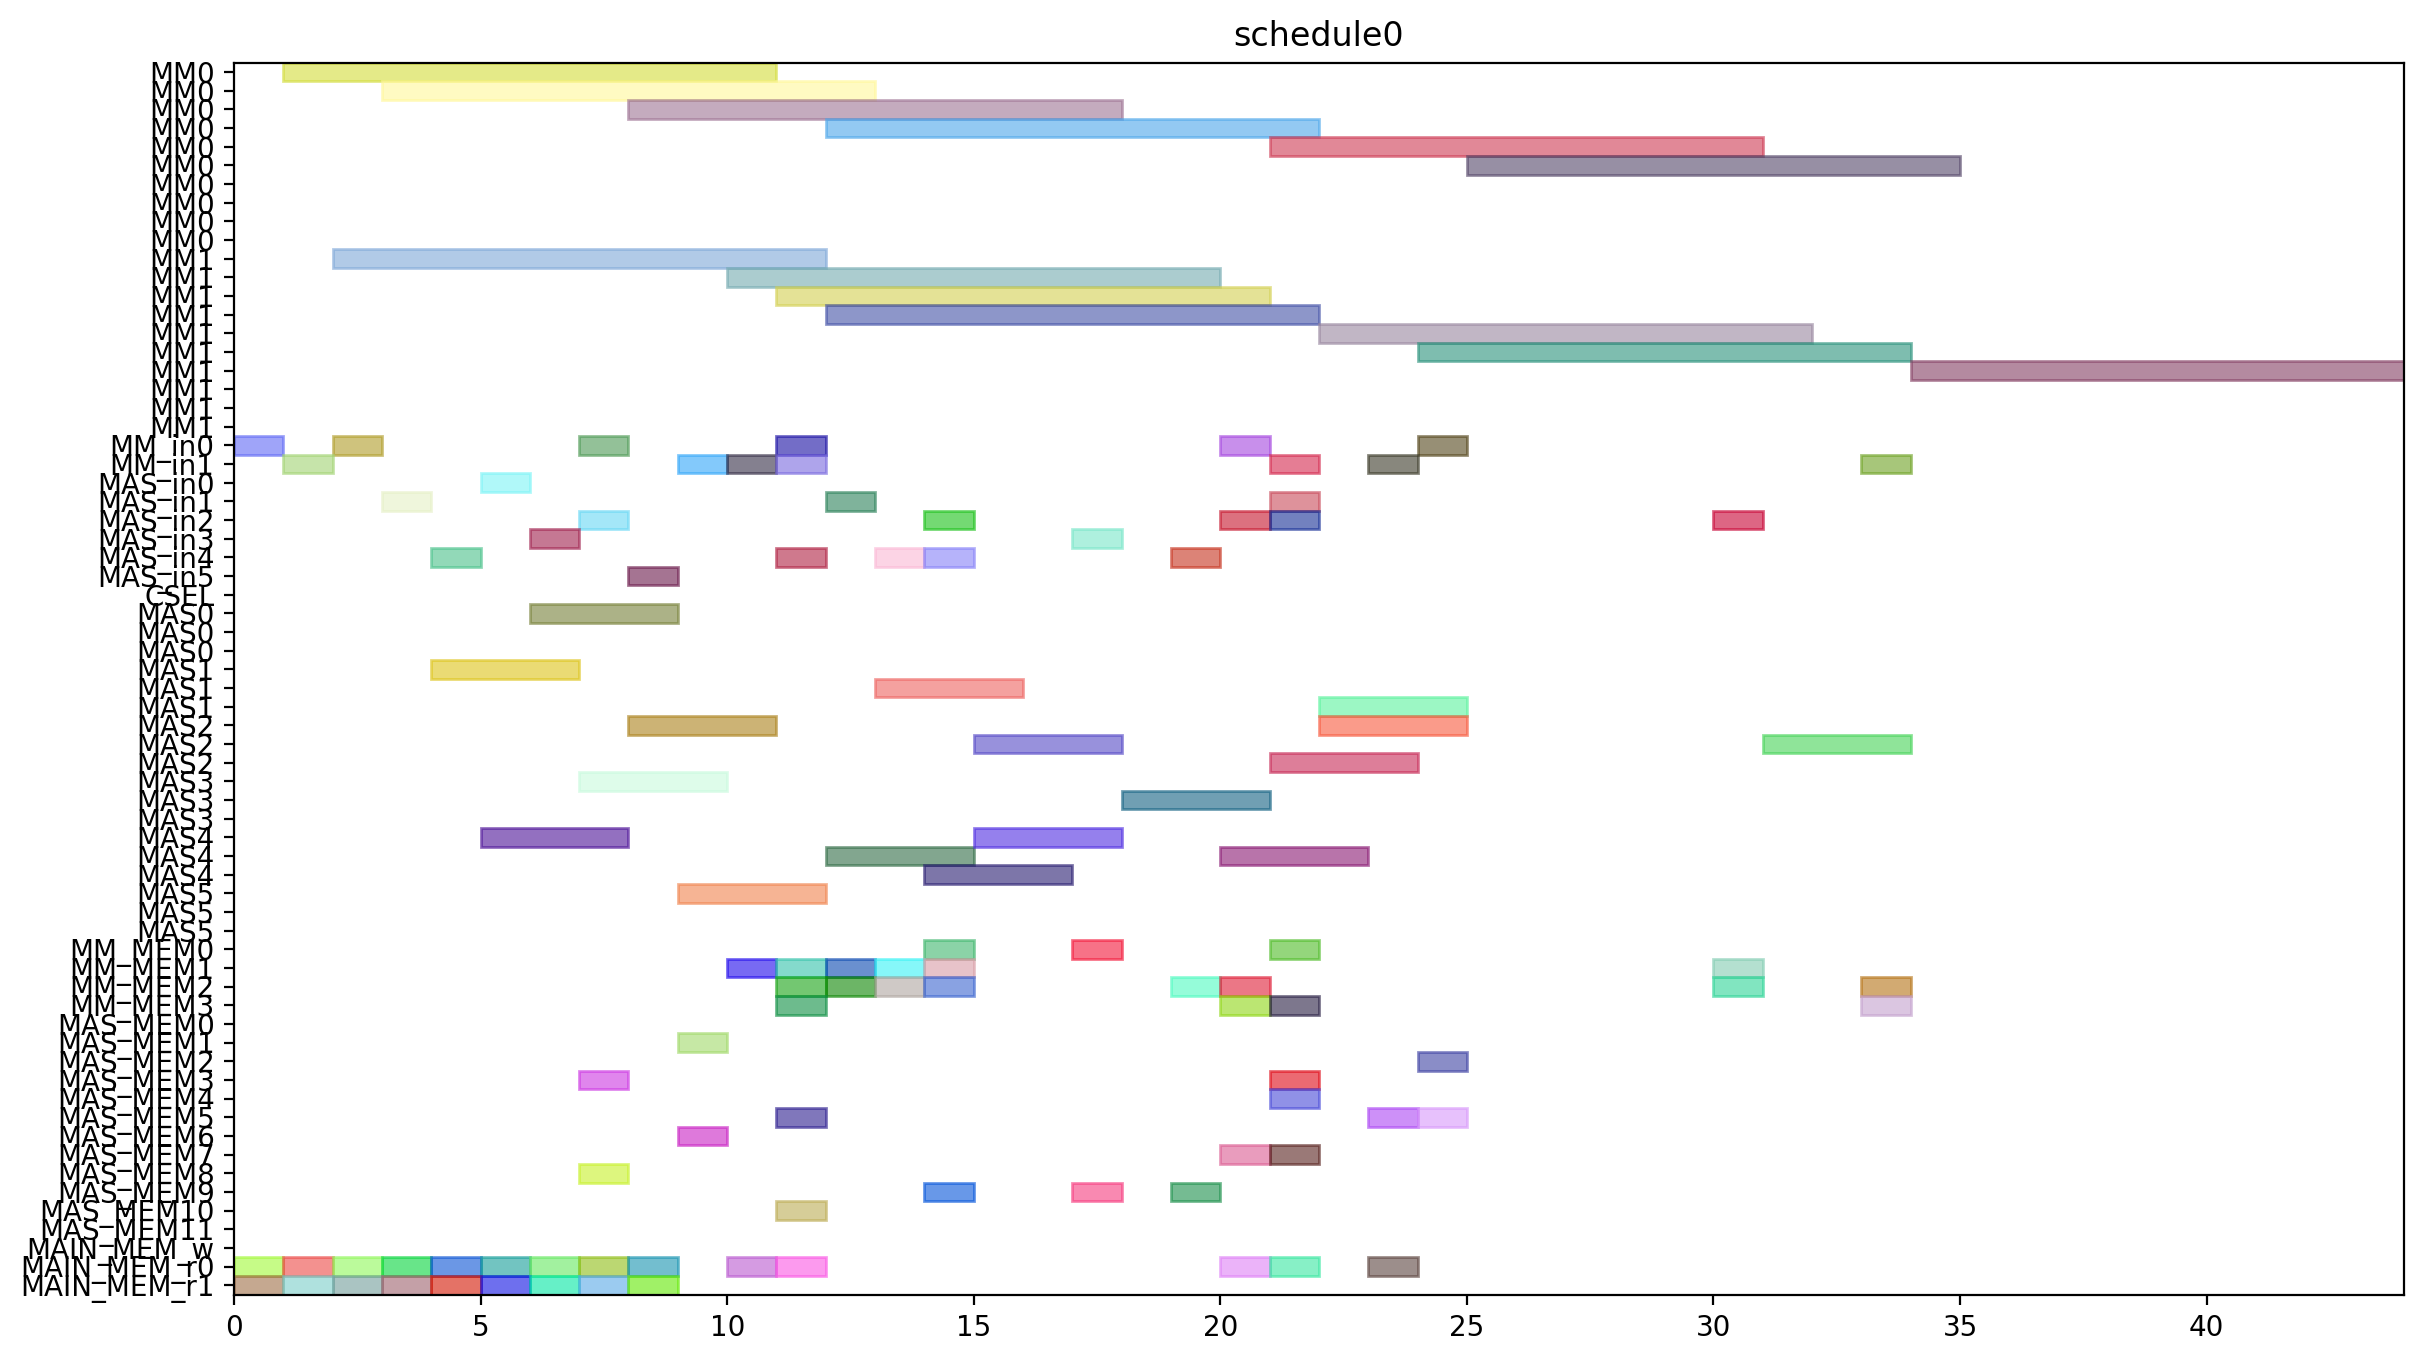 schedule0
MM0
MM0
MM0
MM0
MM0
MM0
MM0
MM0
MM0
MM0
MM1
MM1
MM1
MM1
MM1
MM1
MM1
MM1
MM1
MM1
MM_in0
MM_in1
MAS_in0
MAS_in1
MAS_in2
MAS_in3
MAS_in4
MAS_in5
CSEL
MAS0
MAS0
MAS0
MAS1
MAS1
MAS1
MAS2
MAS2
MAS2
MAS3
MAS3
MAS3
MAS4
MAS4
MAS4
MAS5
MAS5
MAS5
MM_MEM0
MM_MEM1
MM_MEM2
MM_MEM3
MAS_MEM0
MAS_MEM1
MAS_MEM2
MAS_MEM3
MAS_MEM4
MAS_MEM5
MAS_MEM6
MAS_MEM7
MAS_MEM8
MAS_MEM9
MAS_MEM10
MAS_MEM11
MAIN_MEM_w
MAIN_MEM_r0
MAIN_MEM_r1
0 5 10 15 20 25 30 35 40